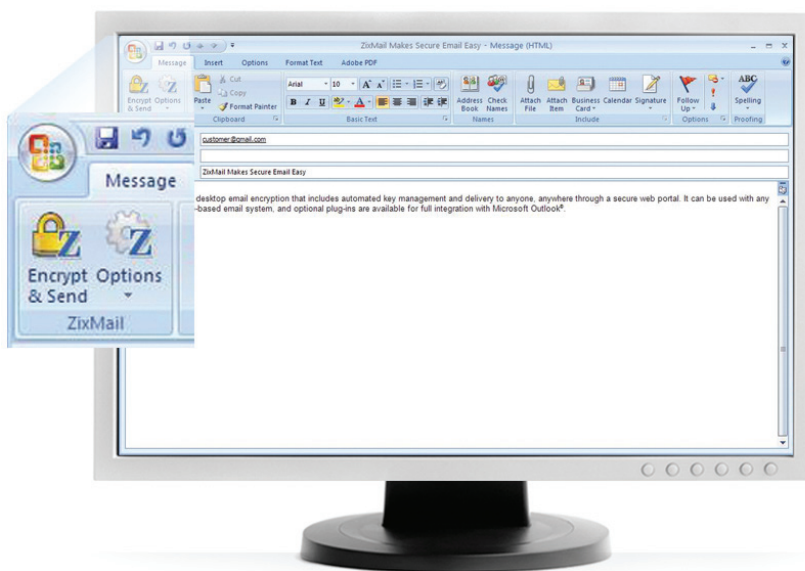 ZixMail Makes Secure Email Easy - Message (HTML)
Message Insert Options Format Text Adobe PDF
Encrypt & Send
Options
Paste
Cut
Copy
Format Painter
Clipboard
Arial 10
B I U
Basic Text
Address Book
Check Names
Names
Attach File
Attach Item
Business Card
Calendar
Signature
Include
Follow Up
Options
ABC
Spelling
Proofing
Message
Encrypt Options
& Send
ZixMail
customer@gmail.com
ZixMail Makes Secure Email Easy
desktop email encryption that includes automated key management and delivery to anyone, anywhere through a secure web portal. It can be used with any
-based email system, and optional plug-ins are available for full integration with Microsoft Outlook®.